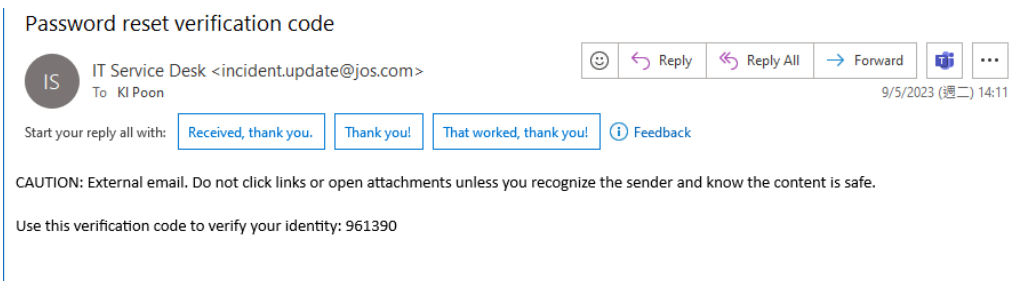 Password reset verification code
IS
IT Service Desk <incident.update@jos.com>
To KI Poon
Reply
Reply All
Forward
9/5/2023 (週二) 14:11
Start your reply all with:
Received, thank you.
Thank you!
That worked, thank you!
Feedback
CAUTION: External email. Do not click links or open attachments unless you recognize the sender and know the content is safe.
Use this verification code to verify your identity: 961390